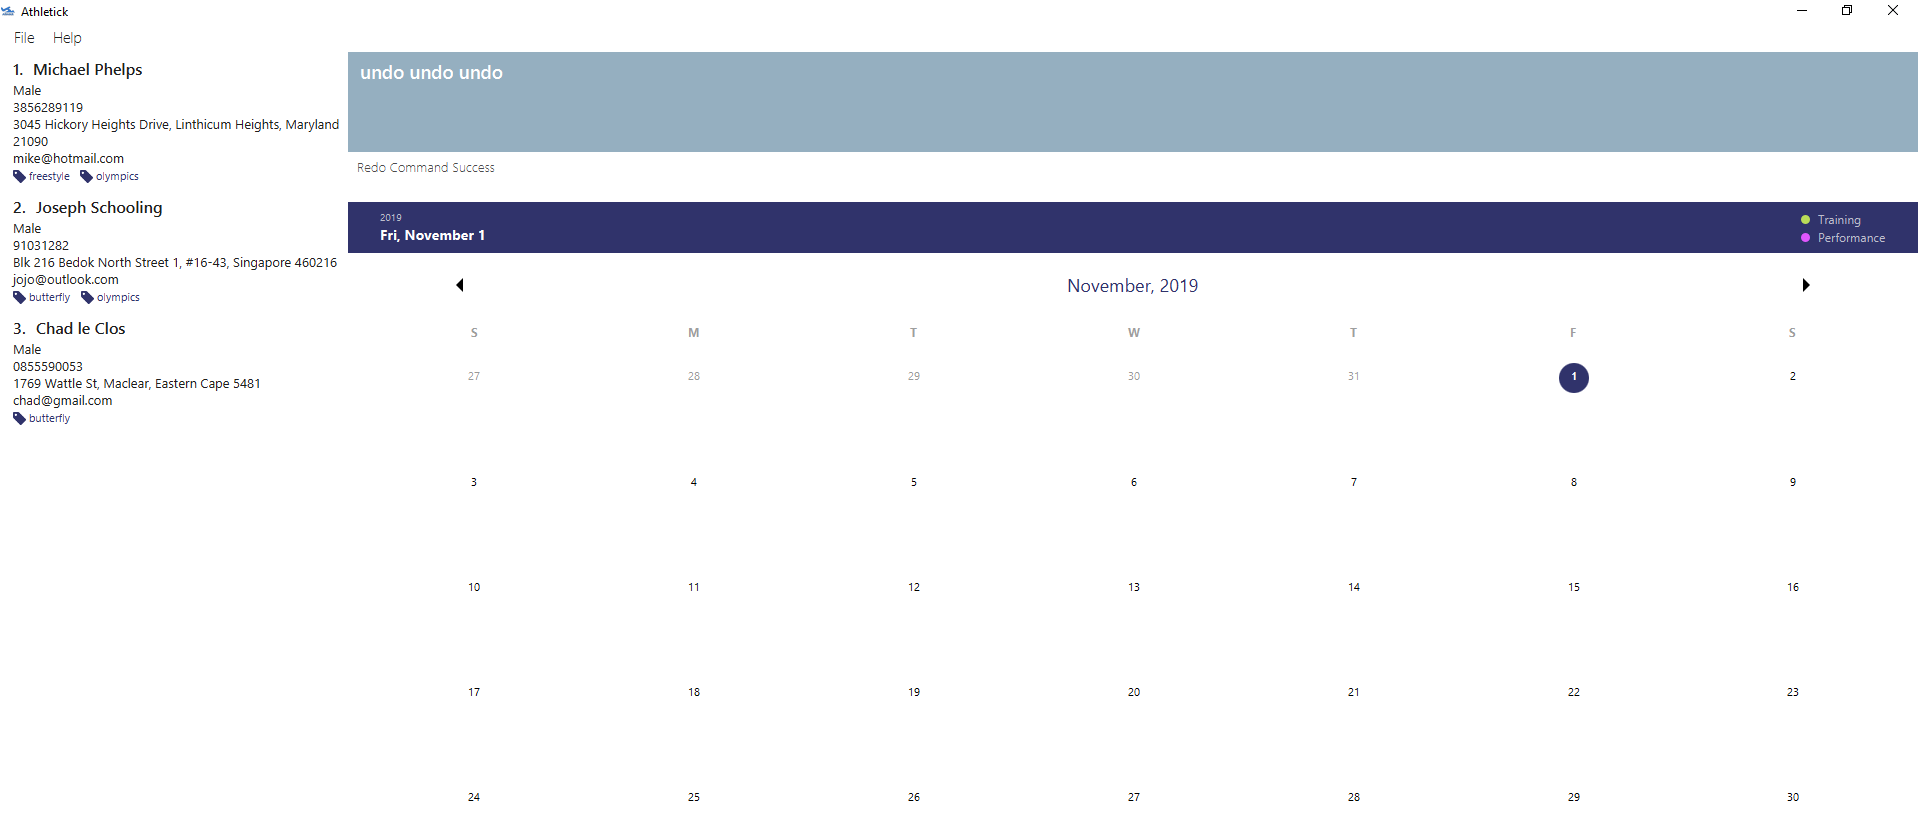 Athletick
File Help
1. Michael Phelps
Male
3856289119
3045 Hickory Heights Drive, Linthicum Heights, Maryland
21090
mike@hotmail.com
freestyle olympics
2. Joseph Schooling
Male
91031282
Blk 216 Bedok North Street 1, #16-43, Singapore 460216
jojo@outlook.com
butterfly olympics
3. Chad le Clos
Male
0855590053
1769 Wattle St, Maclear, Eastern Cape 5481
chad@gmail.com
butterfly
undo undo undo
Redo Command Success
2019
Fri, November 1
Training
Performance
November, 2019
S M T W T F S
27 28 29 30 31 1 2
3 4 5 6 7 8 9
10 11 12 13 14 15 16
17 18 19 20 21 22 23
24 25 26 27 28 29 30